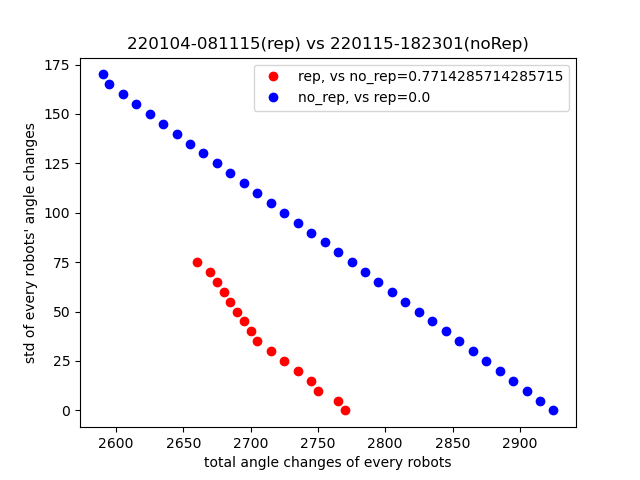 220104-081115(rep) vs 220115-182301(noRep)
rep, vs no_rep=0.7714285714285715
no_rep, vs rep=0.0
175
150
125
100
75
50
25
0
std of every robots' angle changes
2600 2650 2700 2750 2800 2850 2900
total angle changes of every robots